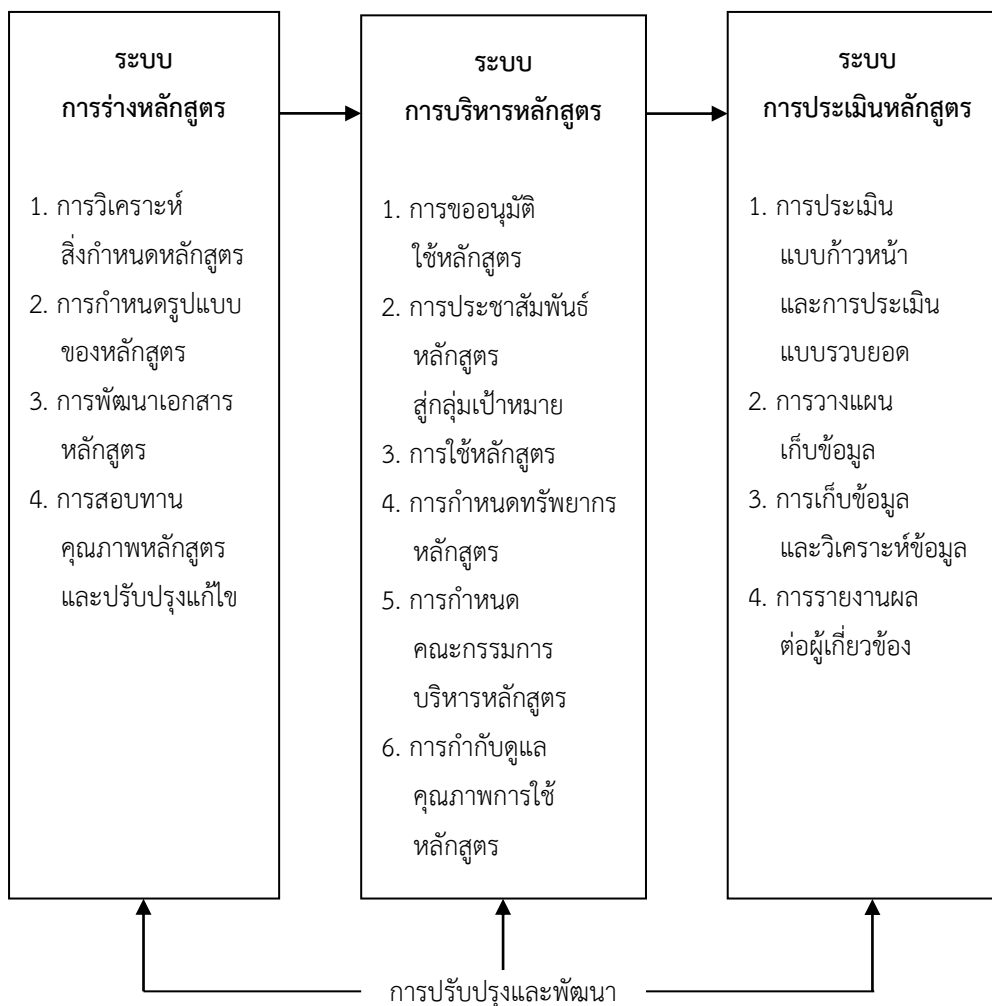 ระบบ
การร่างหลักสูตร
1. การวิเคราะห์
สิ่งกำหนดหลักสูตร
2. การกำหนดรูปแบบ
ของหลักสูตร
3. การพัฒนาเอกสาร
หลักสูตร
4. การสอบทาน
คุณภาพหลักสูตร
และปรับปรุงแก้ไข
ระบบ
การบริหารหลักสูตร
1. การขออนุมัติ
ใช้หลักสูตร
2. การประชาสัมพันธ์
หลักสูตร
สู่กลุ่มเป้าหมาย
3. การใช้หลักสูตร
4. การกำหนดทรัพยากร
หลักสูตร
5. การกำหนด
คณะกรรมการ
บริหารหลักสูตร
6. การกำกับดูแล
คุณภาพการใช้
หลักสูตร
ระบบ
การประเมินหลักสูตร
1. การประเมิน
แบบก้าวหน้า
และการประเมิน
แบบรวบยอด
2. การวางแผน
เก็บข้อมูล
3. การเก็บข้อมูล
และวิเคราะห์ข้อมูล
4. การรายงานผล
ต่อผู้เกี่ยวข้อง
การปรับปรุงและพัฒนา